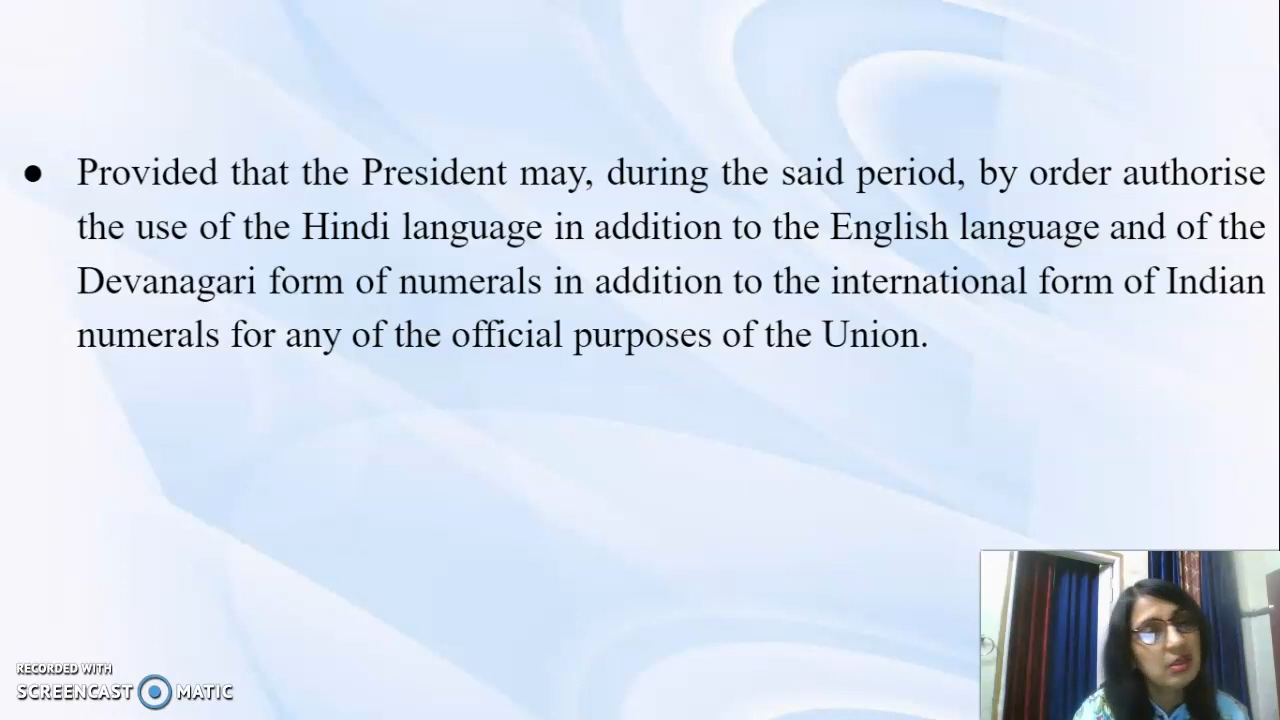 ● Provided that the President may, during the said period, by order authorise
the use of the Hindi language in addition to the English language and of the
Devanagari form of numerals in addition to the international form of Indian
numerals for any of the official purposes of the Union.
RECORDED WITH
SCREENCAST MATIC